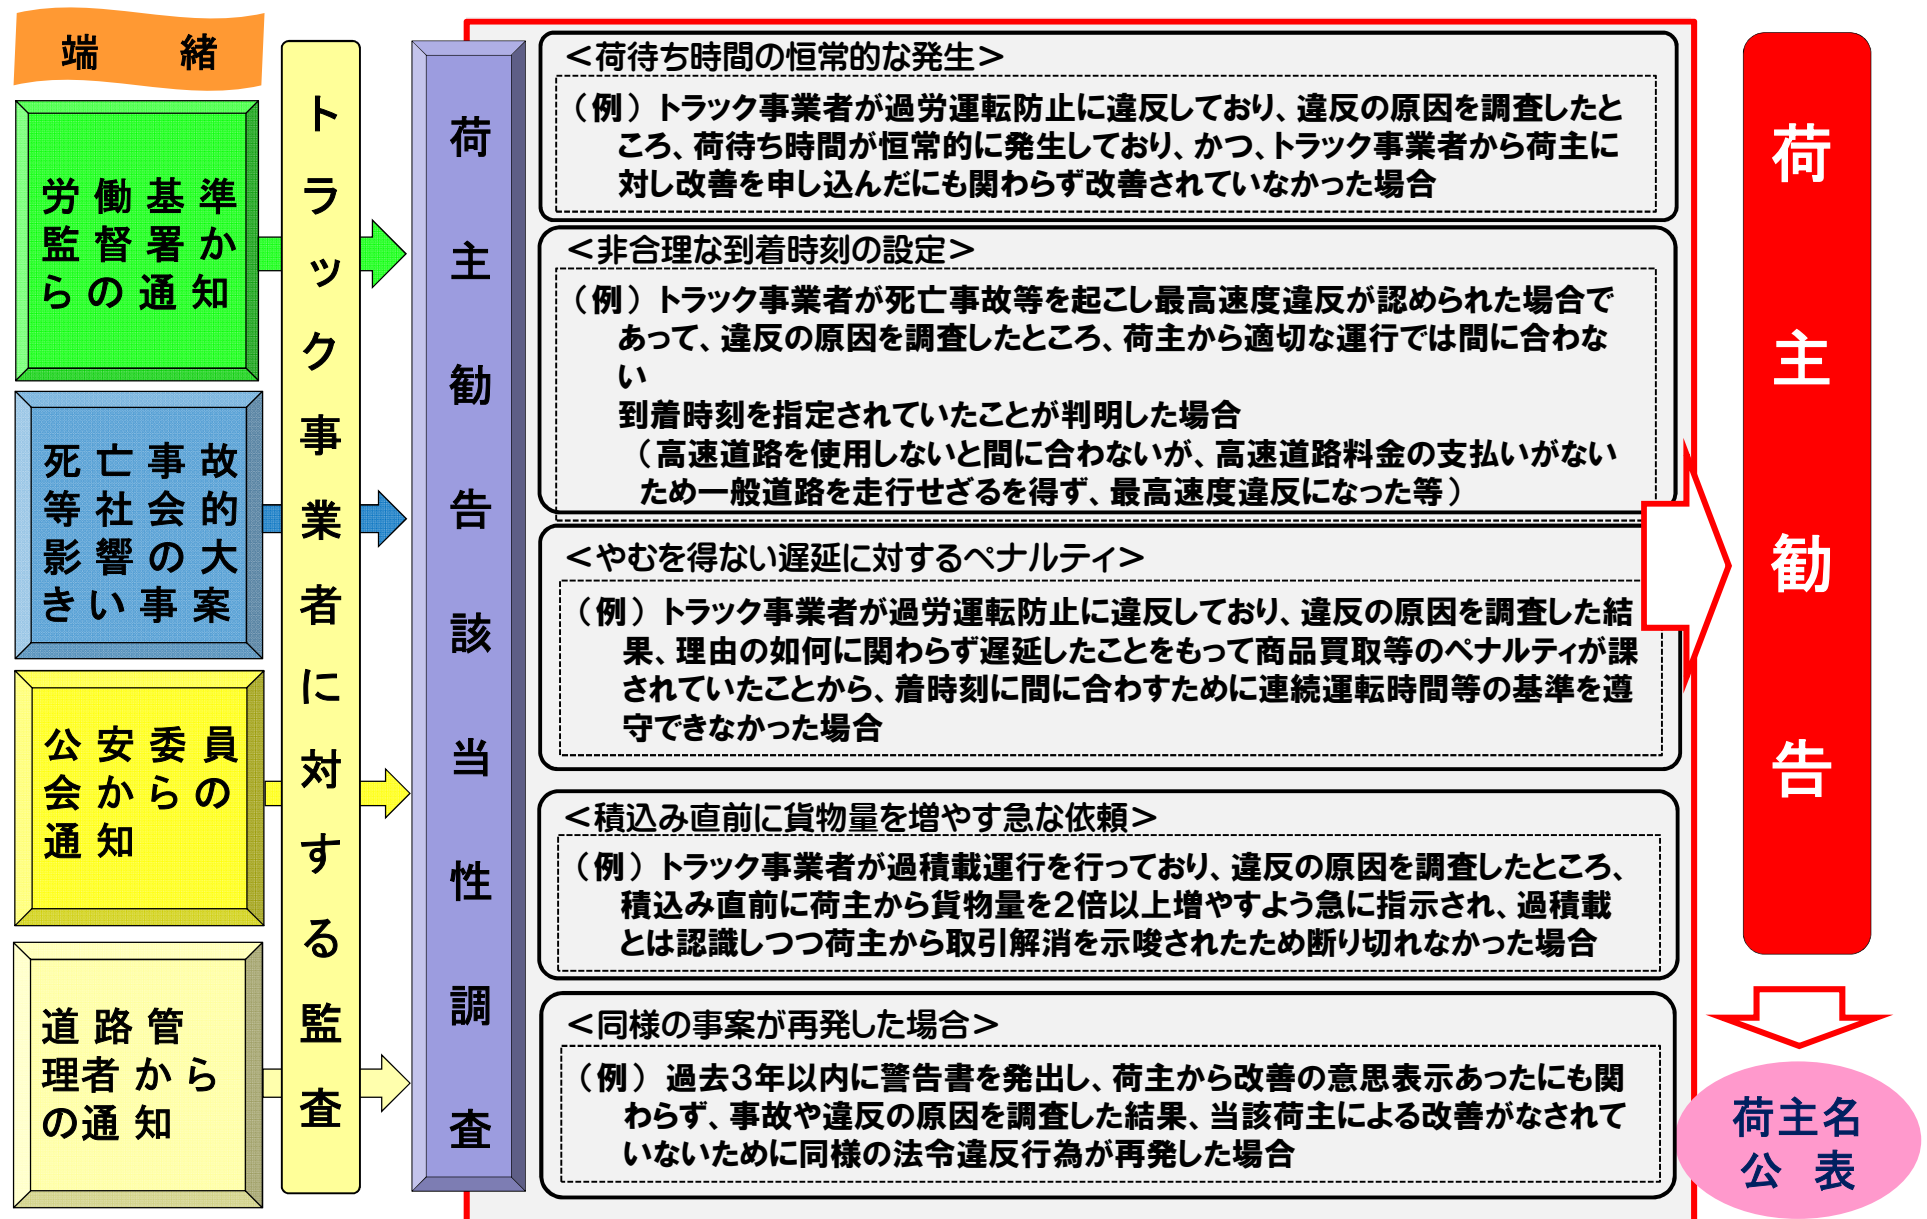 端 緒
労働基準
監督署か
らの通知
死亡事故
等社会的
影響の大
きい事案
公安委員
会からの
通知
道路管
理者から
の通知
トラック事業者に対する監査
荷主勧告該当性調査
＜荷待ち時間の恒常的な発生＞
（例）トラック事業者が過労運転防止に違反しており、違反の原因を調査したと
ころ、荷待ち時間が恒常的に発生しており、かつ、トラック事業者から荷主に
対し改善を申し込んだにも関わらず改善されていなかった場合
＜非合理な到着時刻の設定＞
（例）トラック事業者が死亡事故等を起こし最高速度違反が認められた場合で
あって、違反の原因を調査したところ、荷主から適切な運行では間に合わな
い
到着時刻を指定されていたことが判明した場合
（高速道路を使用しないと間に合わないが、高速道路料金の支払いがない
ため一般道路を走行せざるを得ず、最高速度違反になった等）
＜やむを得ない遅延に対するペナルティ＞
（例）トラック事業者が過労運転防止に違反しており、違反の原因を調査した結
果、理由の如何に関わらず遅延したことをもって商品買取等のペナルティが課
されていたことから、着時刻に間に合わすために連続運転時間等の基準を遵
守できなかった場合
＜積込み直前に貨物量を増やす急な依頼＞
（例）トラック事業者が過積載運行を行っており、違反の原因を調査したところ、
積込み直前に荷主から貨物量を２倍以上増やすよう急に指示され、過積載
とは認識しつつ荷主から取引解消を示唆されたため断り切れなかった場合
＜同様の事案が再発した場合＞
（例）過去３年以内に警告書を発出し、荷主から改善の意思表示あったにも関
わらず、事故や違反の原因を調査した結果、当該荷主による改善がなされて
いないために同様の法令違反行為が再発した場合
荷主勧告
荷主名
公 表